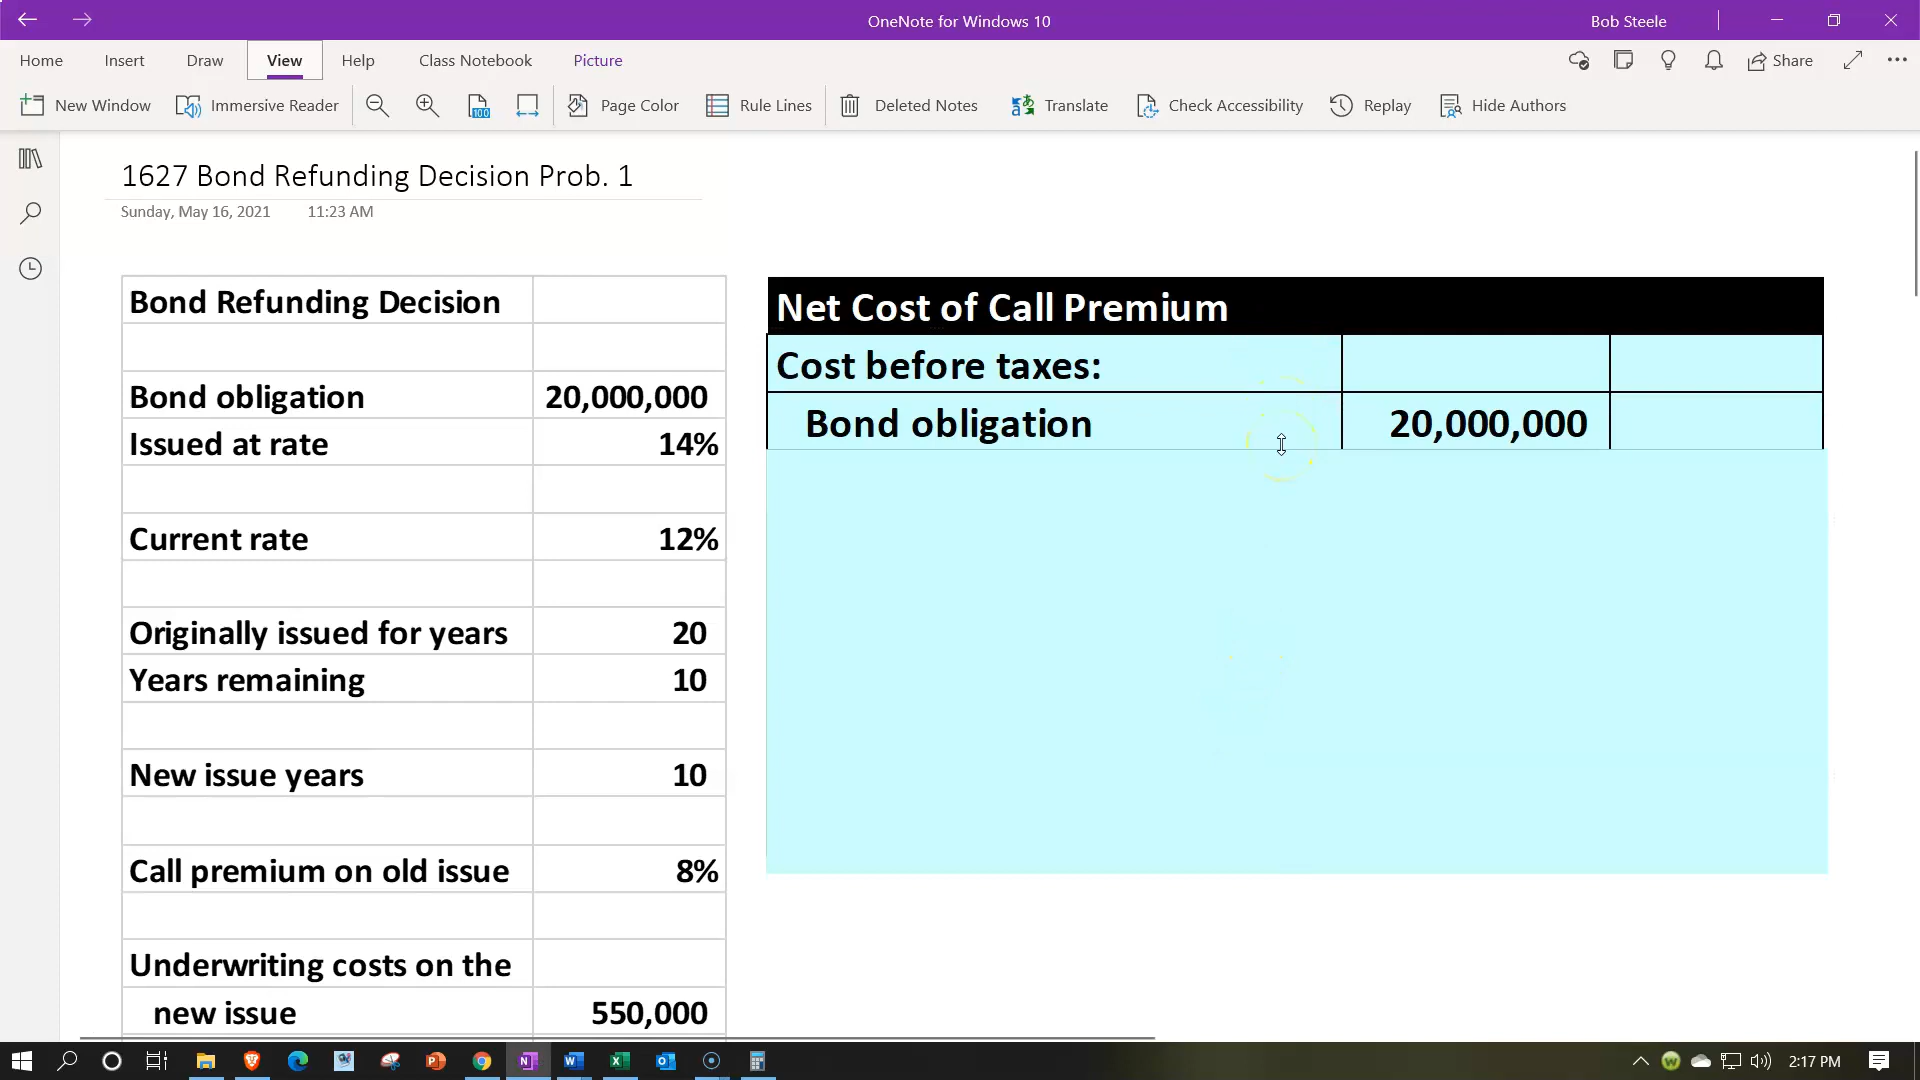 OneNote for Windows 10
Bob Steele
Home Insert Draw View Help Class Notebook Picture
Share
New Window Immersive Reader Page Color Rule Lines Deleted Notes Translate Check Accessibility Replay Hide Authors
1627 Bond Refunding Decision Prob. 1
Sunday, May 16, 2021 11:23 AM
Bond Refunding Decision
Bond obligation 20,000,000
Issued at rate 14%
Current rate 12%
Originally issued for years 20
Years remaining 10
New issue years 10
Call premium on old issue 8%
Underwriting costs on the
new issue 550,000
Net Cost of Call Premium
Cost before taxes:
Bond obligation 20,000,000
2:17 PM